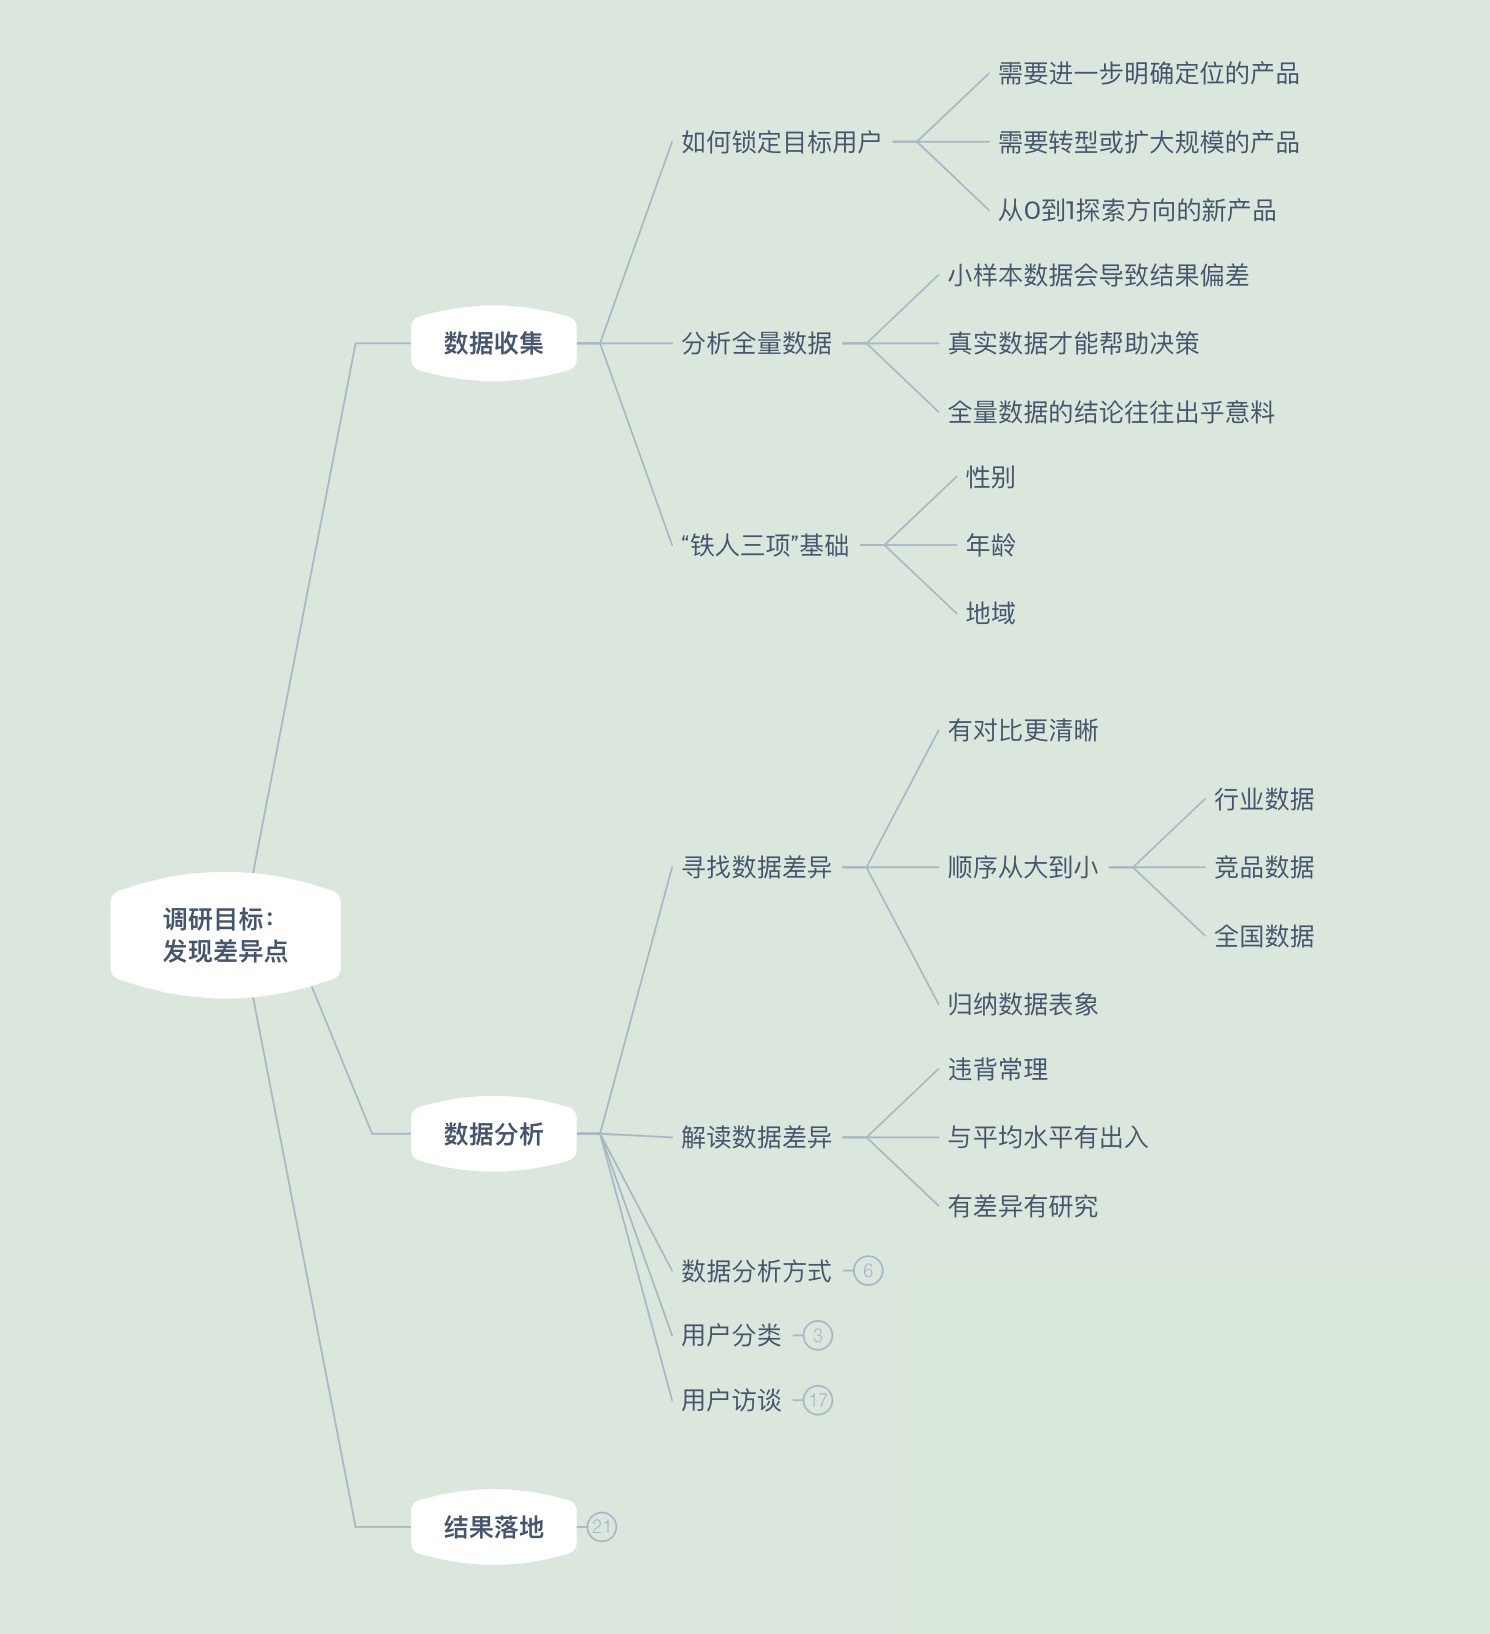 调研目标：
发现差异点
数据收集
如何锁定目标用户
需要进一步明确定位的产品
需要转型或扩大规模的产品
从0到1探索方向的新产品
分析全量数据
小样本数据会导致结果偏差
真实数据才能帮助决策
全量数据的结论往往出乎意料
“铁人三项”基础
性别
年龄
地域
数据分析
寻找数据差异
有对比更清晰
顺序从大到小
行业数据
竞品数据
全国数据
归纳数据表象
解读数据差异
违背常理
与平均水平有出入
有差异有研究
数据分析方式 6
用户分类 3
用户访谈 17
结果落地 21